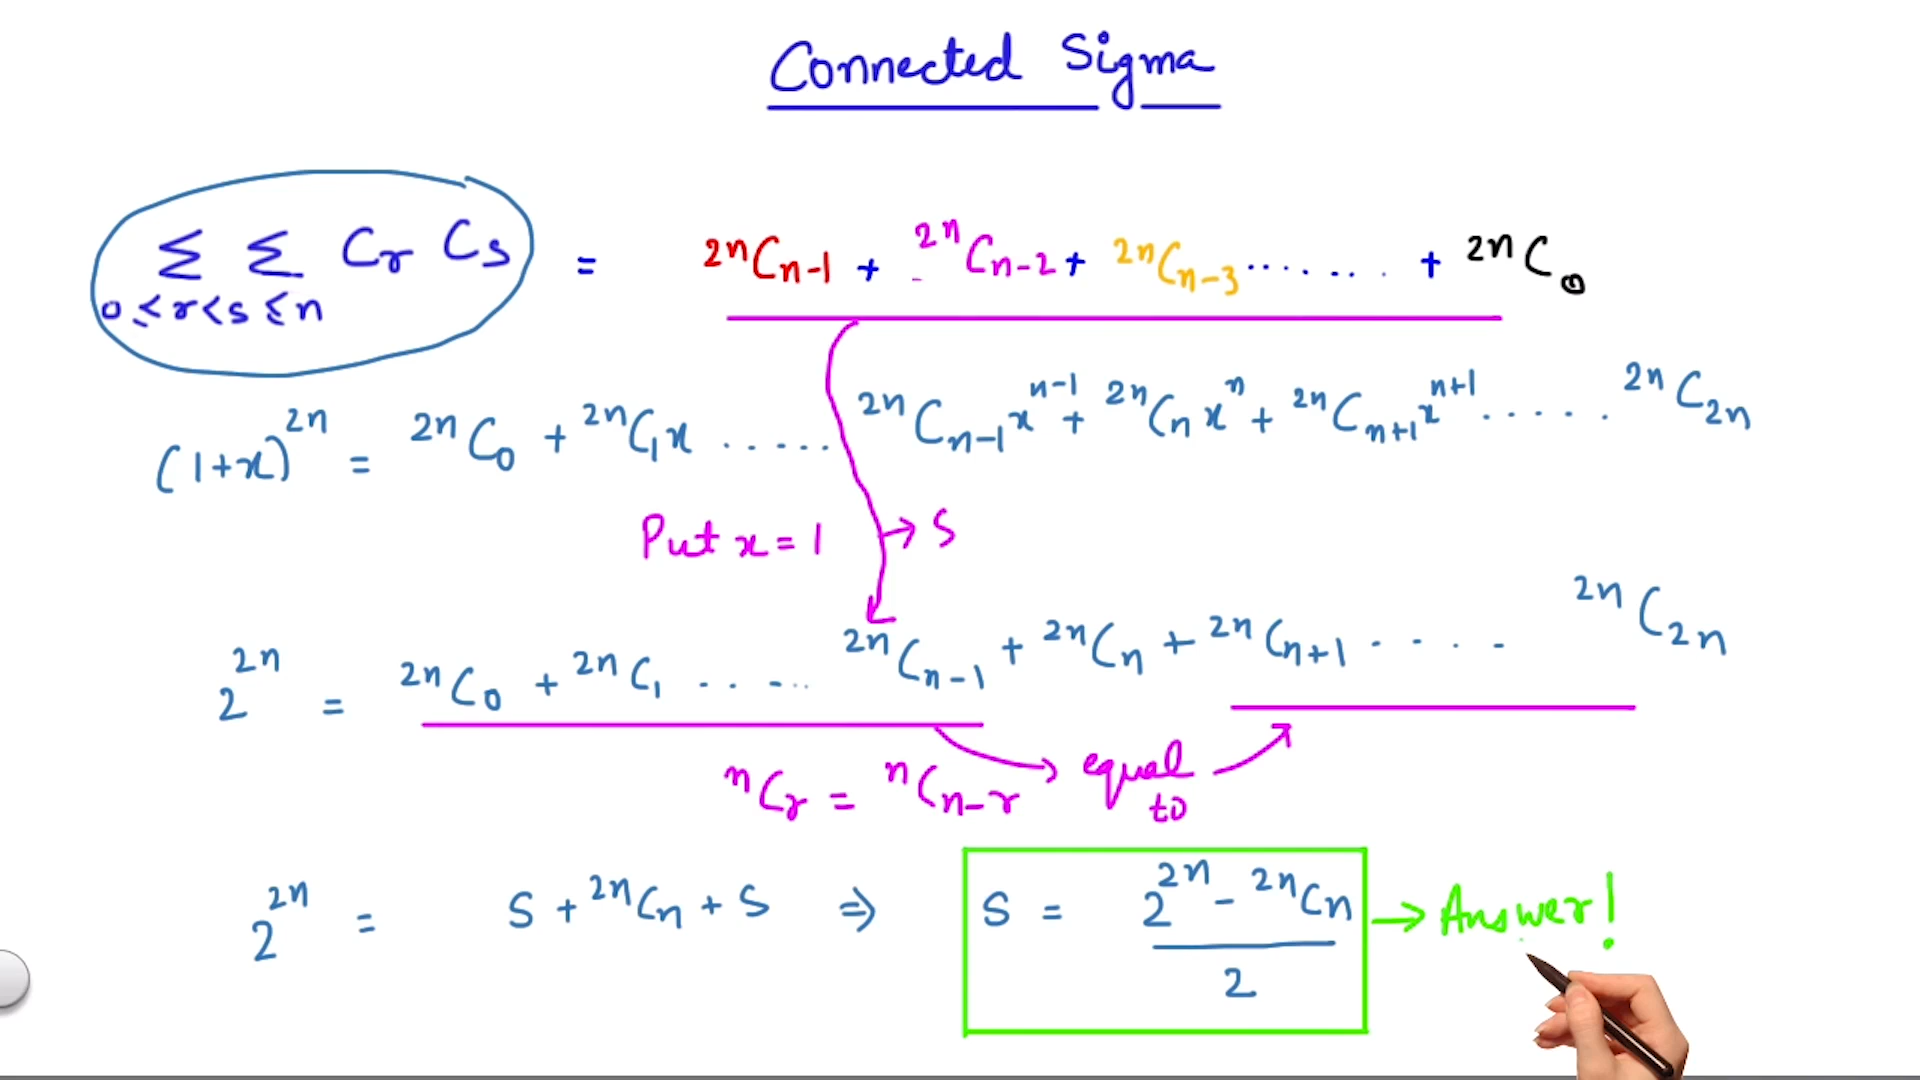 Connected Sigma
Σ Σ Cr Cs = 2nCn-1 + 2nCn-2 + 2nCn-3 ....... + 2nC0
0≤r<s≤n
(1+x)^2n = 2nC0 + 2nC1x ..... 2nCn-1x^n-1 + 2nCnx^n + 2nCn+1x^n+1 ...... 2nC2n
Put x = 1 → S
2^2n = 2nC0 + 2nC1 ..... 2nCn-1 + 2nCn + 2nCn+1 .... 2nC2n
nCr = nCn-r → equal to
2^2n = S + 2nCn + S ⇒ S = (2^2n - 2nCn)/2 → Answer!